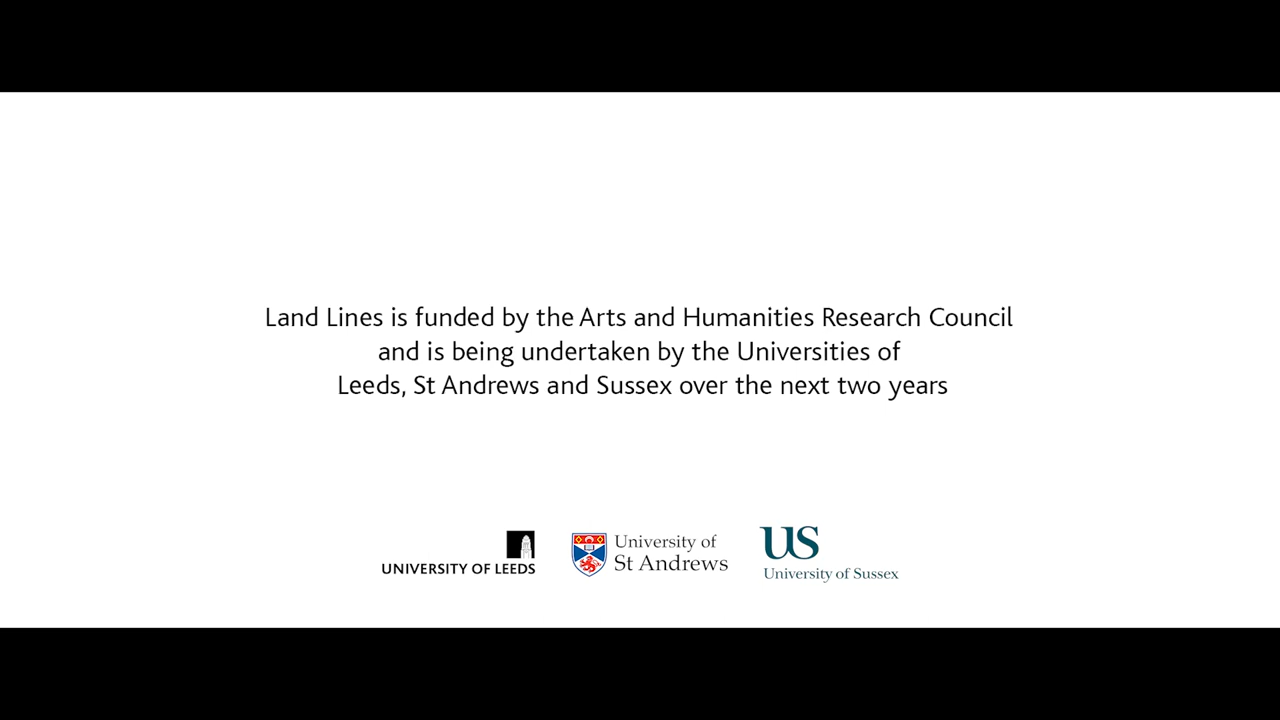 Land Lines is funded by the Arts and Humanities Research Council
and is being undertaken by the Universities of
Leeds, St Andrews and Sussex over the next two years
UNIVERSITY OF LEEDS
University of
St Andrews
US
University of Sussex